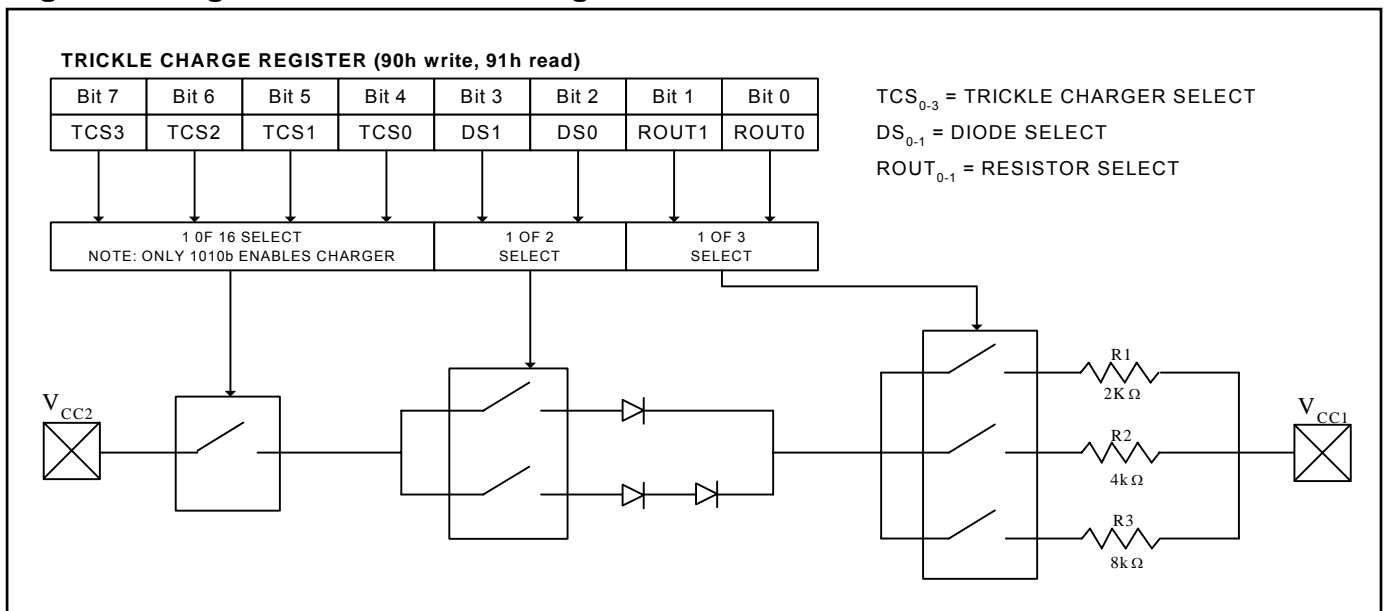 TRICKLE CHARGE REGISTER (90h write, 91h read)
Bit 7 Bit 6 Bit 5 Bit 4 Bit 3 Bit 2 Bit 1 Bit 0
TCS3 TCS2 TCS1 TCS0 DS1 DS0 ROUT1 ROUT0
TCS0-3 = TRICKLE CHARGER SELECT
DS0-1 = DIODE SELECT
ROUT0-1 = RESISTOR SELECT
1 0F 16 SELECT
NOTE: ONLY 1010b ENABLES CHARGER
1 OF 2
SELECT
1 OF 3
SELECT
VCC2
R1
2KΩ
R2
4kΩ
R3
8kΩ
VCC1